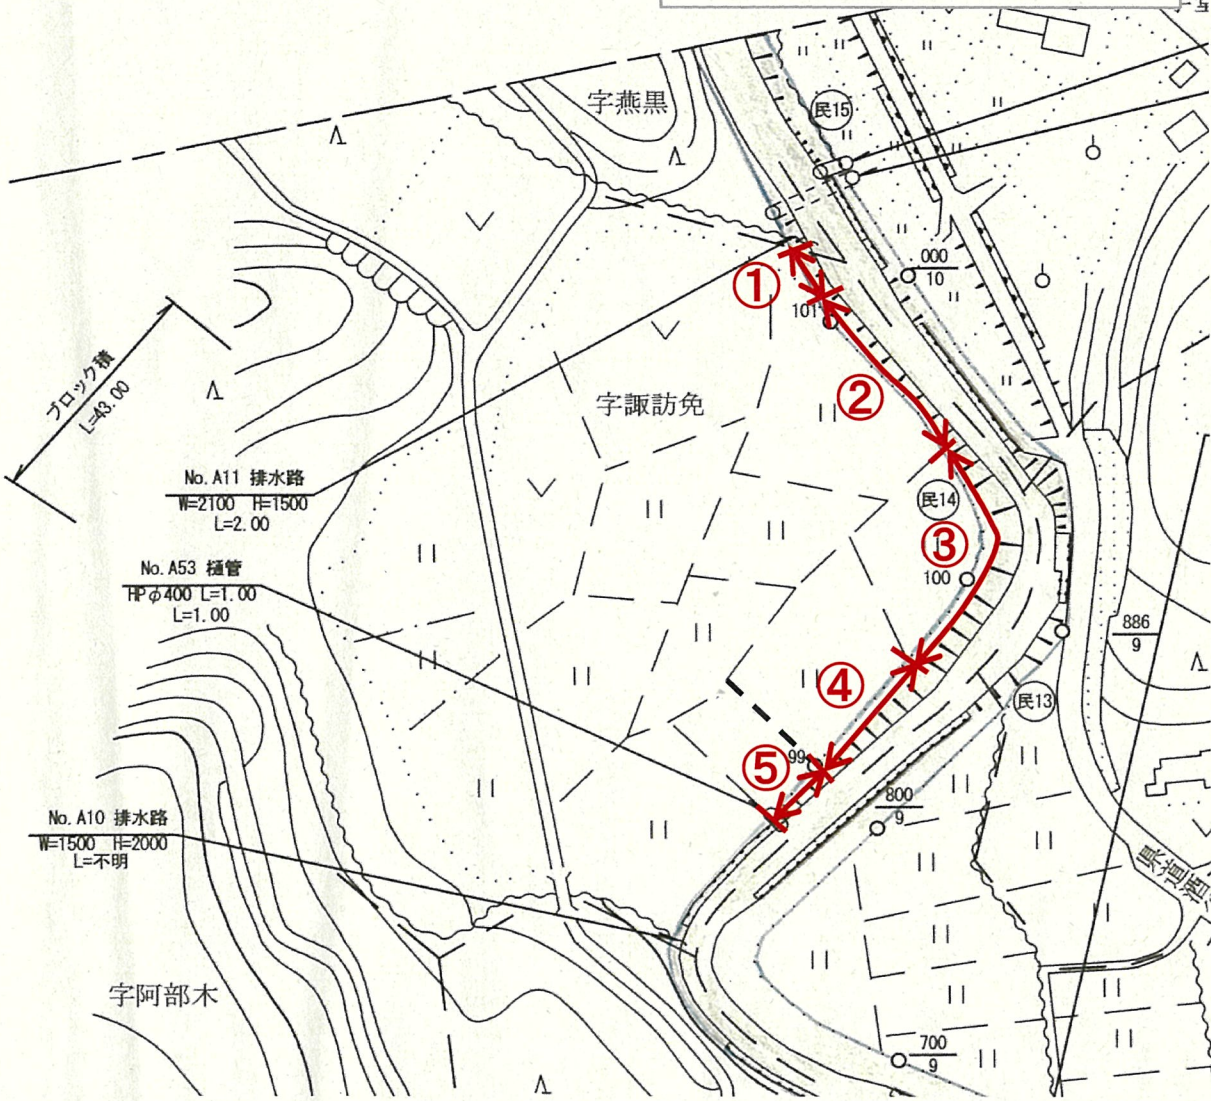 字燕黒
民15
000
10
①
101
ブロック積
L=43.00
字諏訪免
②
No.A11 排水路
W=2100 H=1500
L=2.00
民14
③
100
No.A53 樋管
HPφ400 L=1.00
L=1.00
886
9
④
民13
⑤
99
800
9
No.A10 排水路
W=1500 H=2000
L=不明
県道酒
字阿部木
700
9